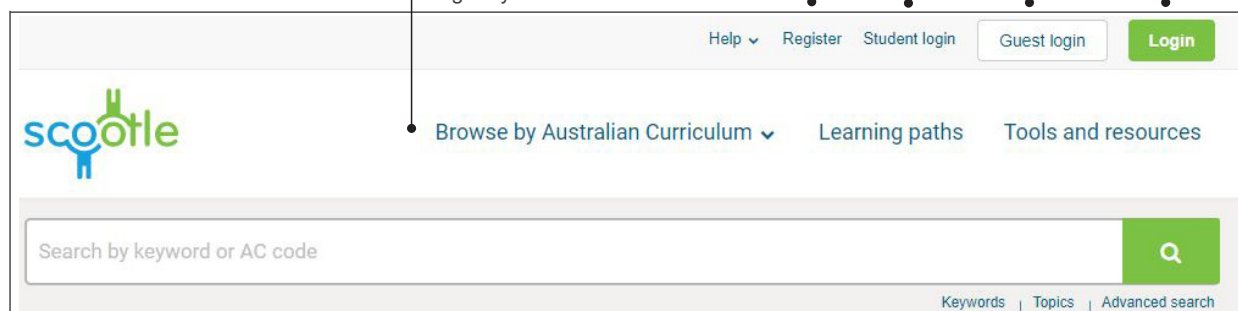 Help Register Student login Guest login Login
scootle
Browse by Australian Curriculum Learning paths Tools and resources
Search by keyword or AC code
Keywords | Topics | Advanced search